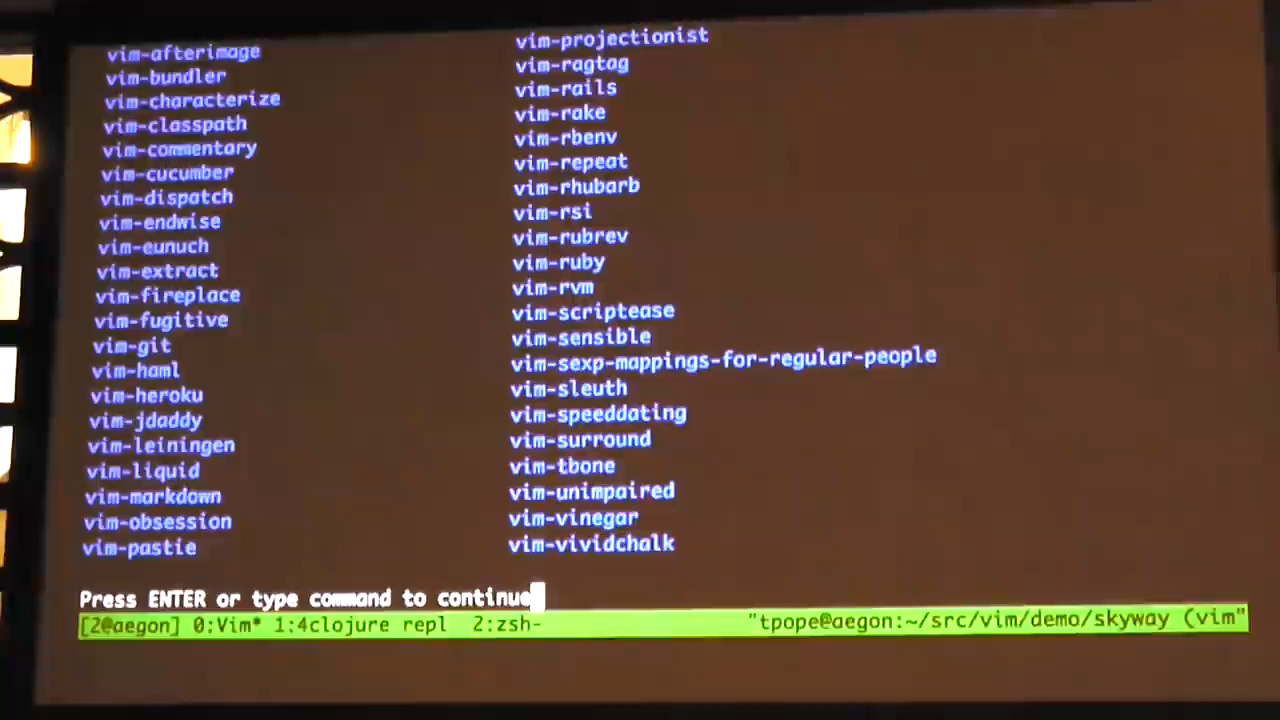 vim-afterimage
vim-bundler
vim-characterize
vim-classpath
vim-commentary
vim-cucumber
vim-dispatch
vim-endwise
vim-eunuch
vim-extract
vim-fireplace
vim-fugitive
vim-git
vim-haml
vim-heroku
vim-jdaddy
vim-leiningen
vim-liquid
vim-markdown
vim-obsession
vim-pastie
vim-projectionist
vim-ragtag
vim-rails
vim-rake
vim-rbenv
vim-repeat
vim-rhubarb
vim-rsi
vim-rubrev
vim-ruby
vim-rvm
vim-scriptease
vim-sensible
vim-sexp-mappings-for-regular-people
vim-sleuth
vim-speeddating
vim-surround
vim-tbone
vim-unimpaired
vim-vinegar
vim-vividchalk
Press ENTER or type command to continue
[2@aegon] 0:Vim* 1:4clojure repl  2:zsh- "tpope@aegon:~/src/vim/demo/skyway (vim"